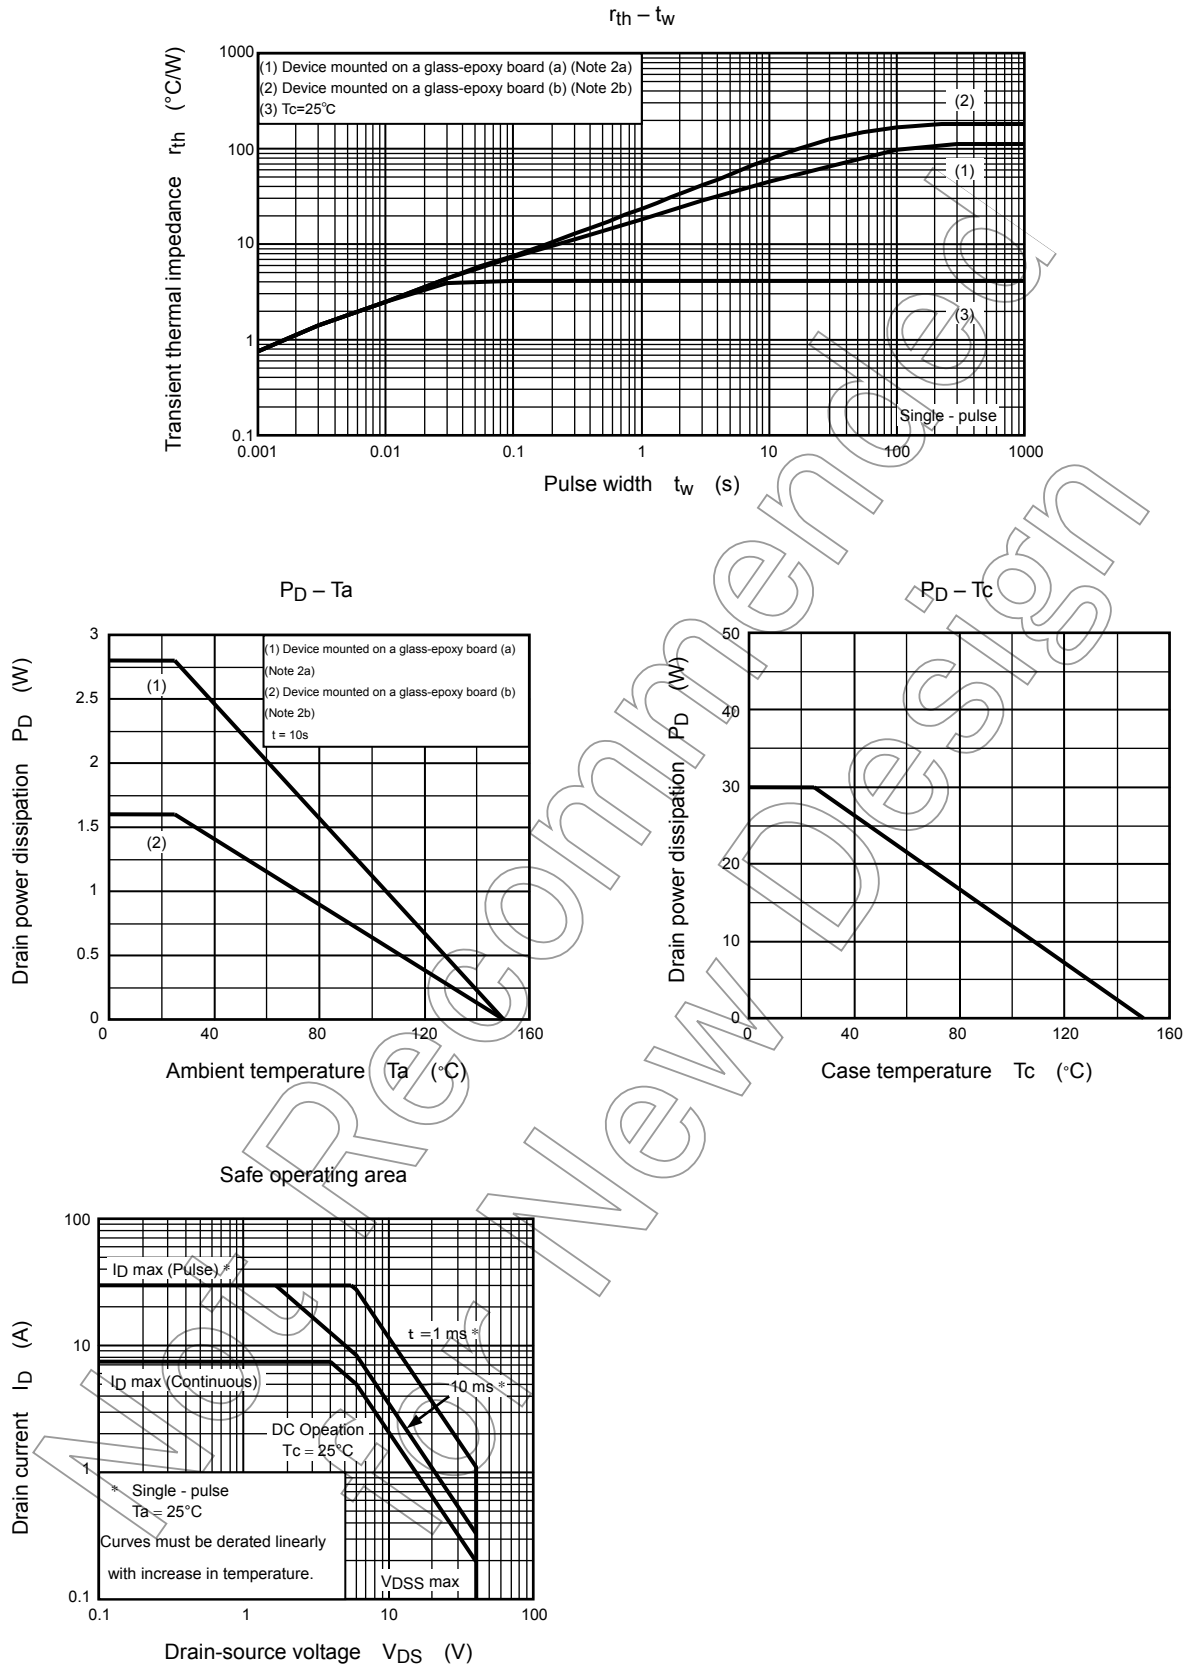 rth – tw
Transient thermal impedance rth (°C/W)
1000
100
10
1
0.1
(1) Device mounted on a glass-epoxy board (a) (Note 2a)
(2) Device mounted on a glass-epoxy board (b) (Note 2b)
(3) Tc=25℃
(2)
(1)
(3)
Single - pulse
0.001 0.01 0.1 1 10 100 1000
Pulse width tw (s)
PD – Ta
Drain power dissipation PD (W)
3
2.5
2
1.5
1
0.5
0
(1) Device mounted on a glass-epoxy board (a)
(Note 2a)
(2) Device mounted on a glass-epoxy board (b)
(Note 2b)
t = 10s
(1)
(2)
0 40 80 120 160
Ambient temperature Ta (°C)
PD – Tc
Drain power dissipation PD (W)
50
40
30
20
10
0
0 40 80 120 160
Case temperature Tc (°C)
Safe operating area
Drain current ID (A)
100
10
1
0.1
ID max (Pulse) *
t =1 ms *
ID max (Continuous)
10 ms *
DC Opeation
Tc = 25°C
* Single - pulse
Ta = 25°C
Curves must be derated linearly
with increase in temperature.
VDSS max
0.1 1 10 100
Drain-source voltage VDS (V)
Not Recommended
for New Design